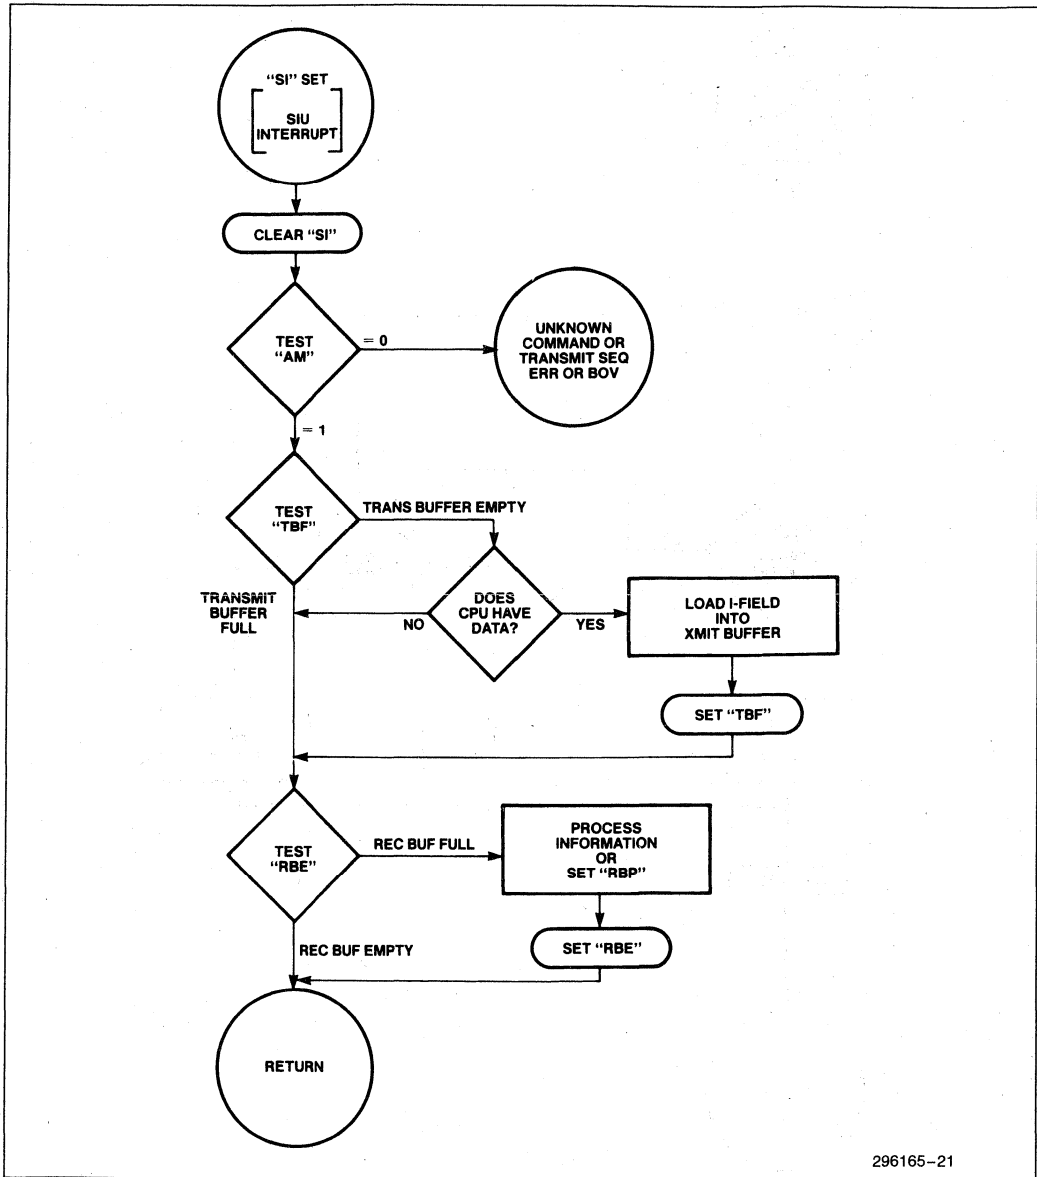 “SI” SET
SIU
INTERRUPT
CLEAR “SI”
TEST
“AM”
= 0
UNKNOWN
COMMAND OR
TRANSMIT SEQ
ERR OR BOV
= 1
TEST
“TBF”
TRANS BUFFER EMPTY
TRANSMIT
BUFFER
FULL
DOES
CPU HAVE
DATA?
NO
YES
LOAD I-FIELD
INTO
XMIT BUFFER
SET “TBF”
TEST
“RBE”
REC BUF FULL
PROCESS
INFORMATION
OR
SET “RBP”
SET “RBE”
REC BUF EMPTY
RETURN
296165–21